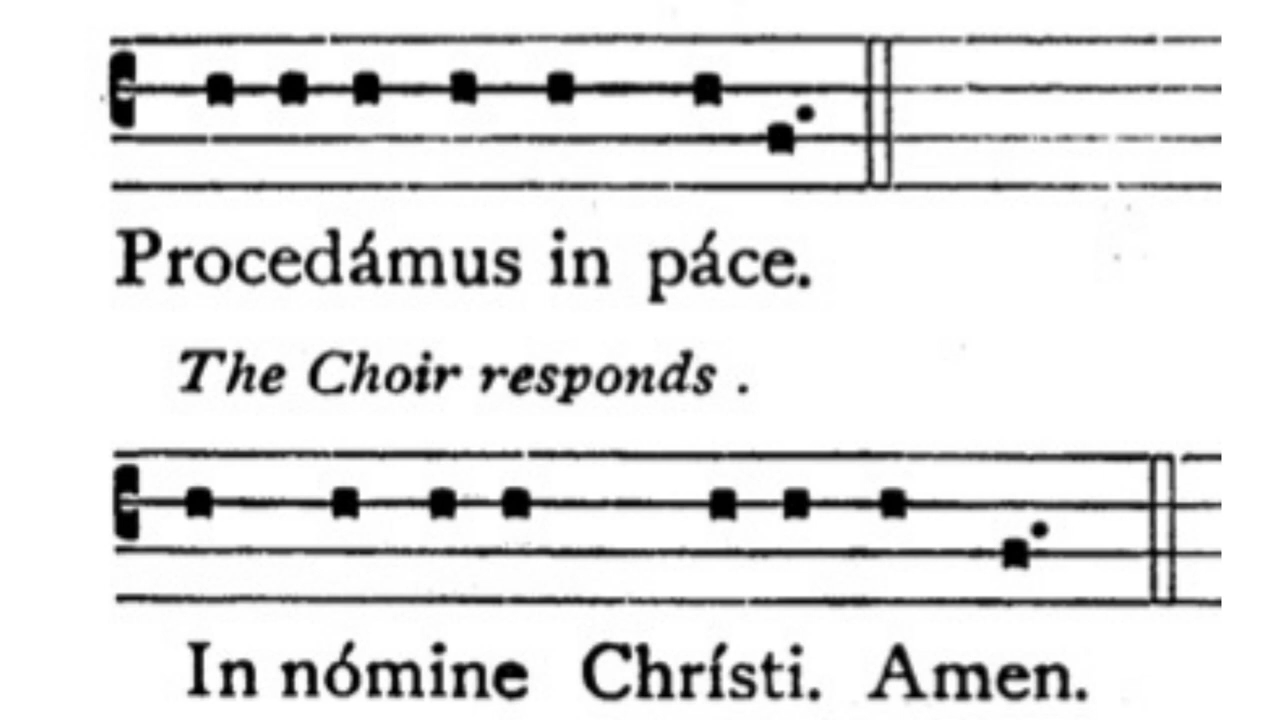 Procedámus in páce.
The Choir responds .
In nómine Chrísti. Amen.